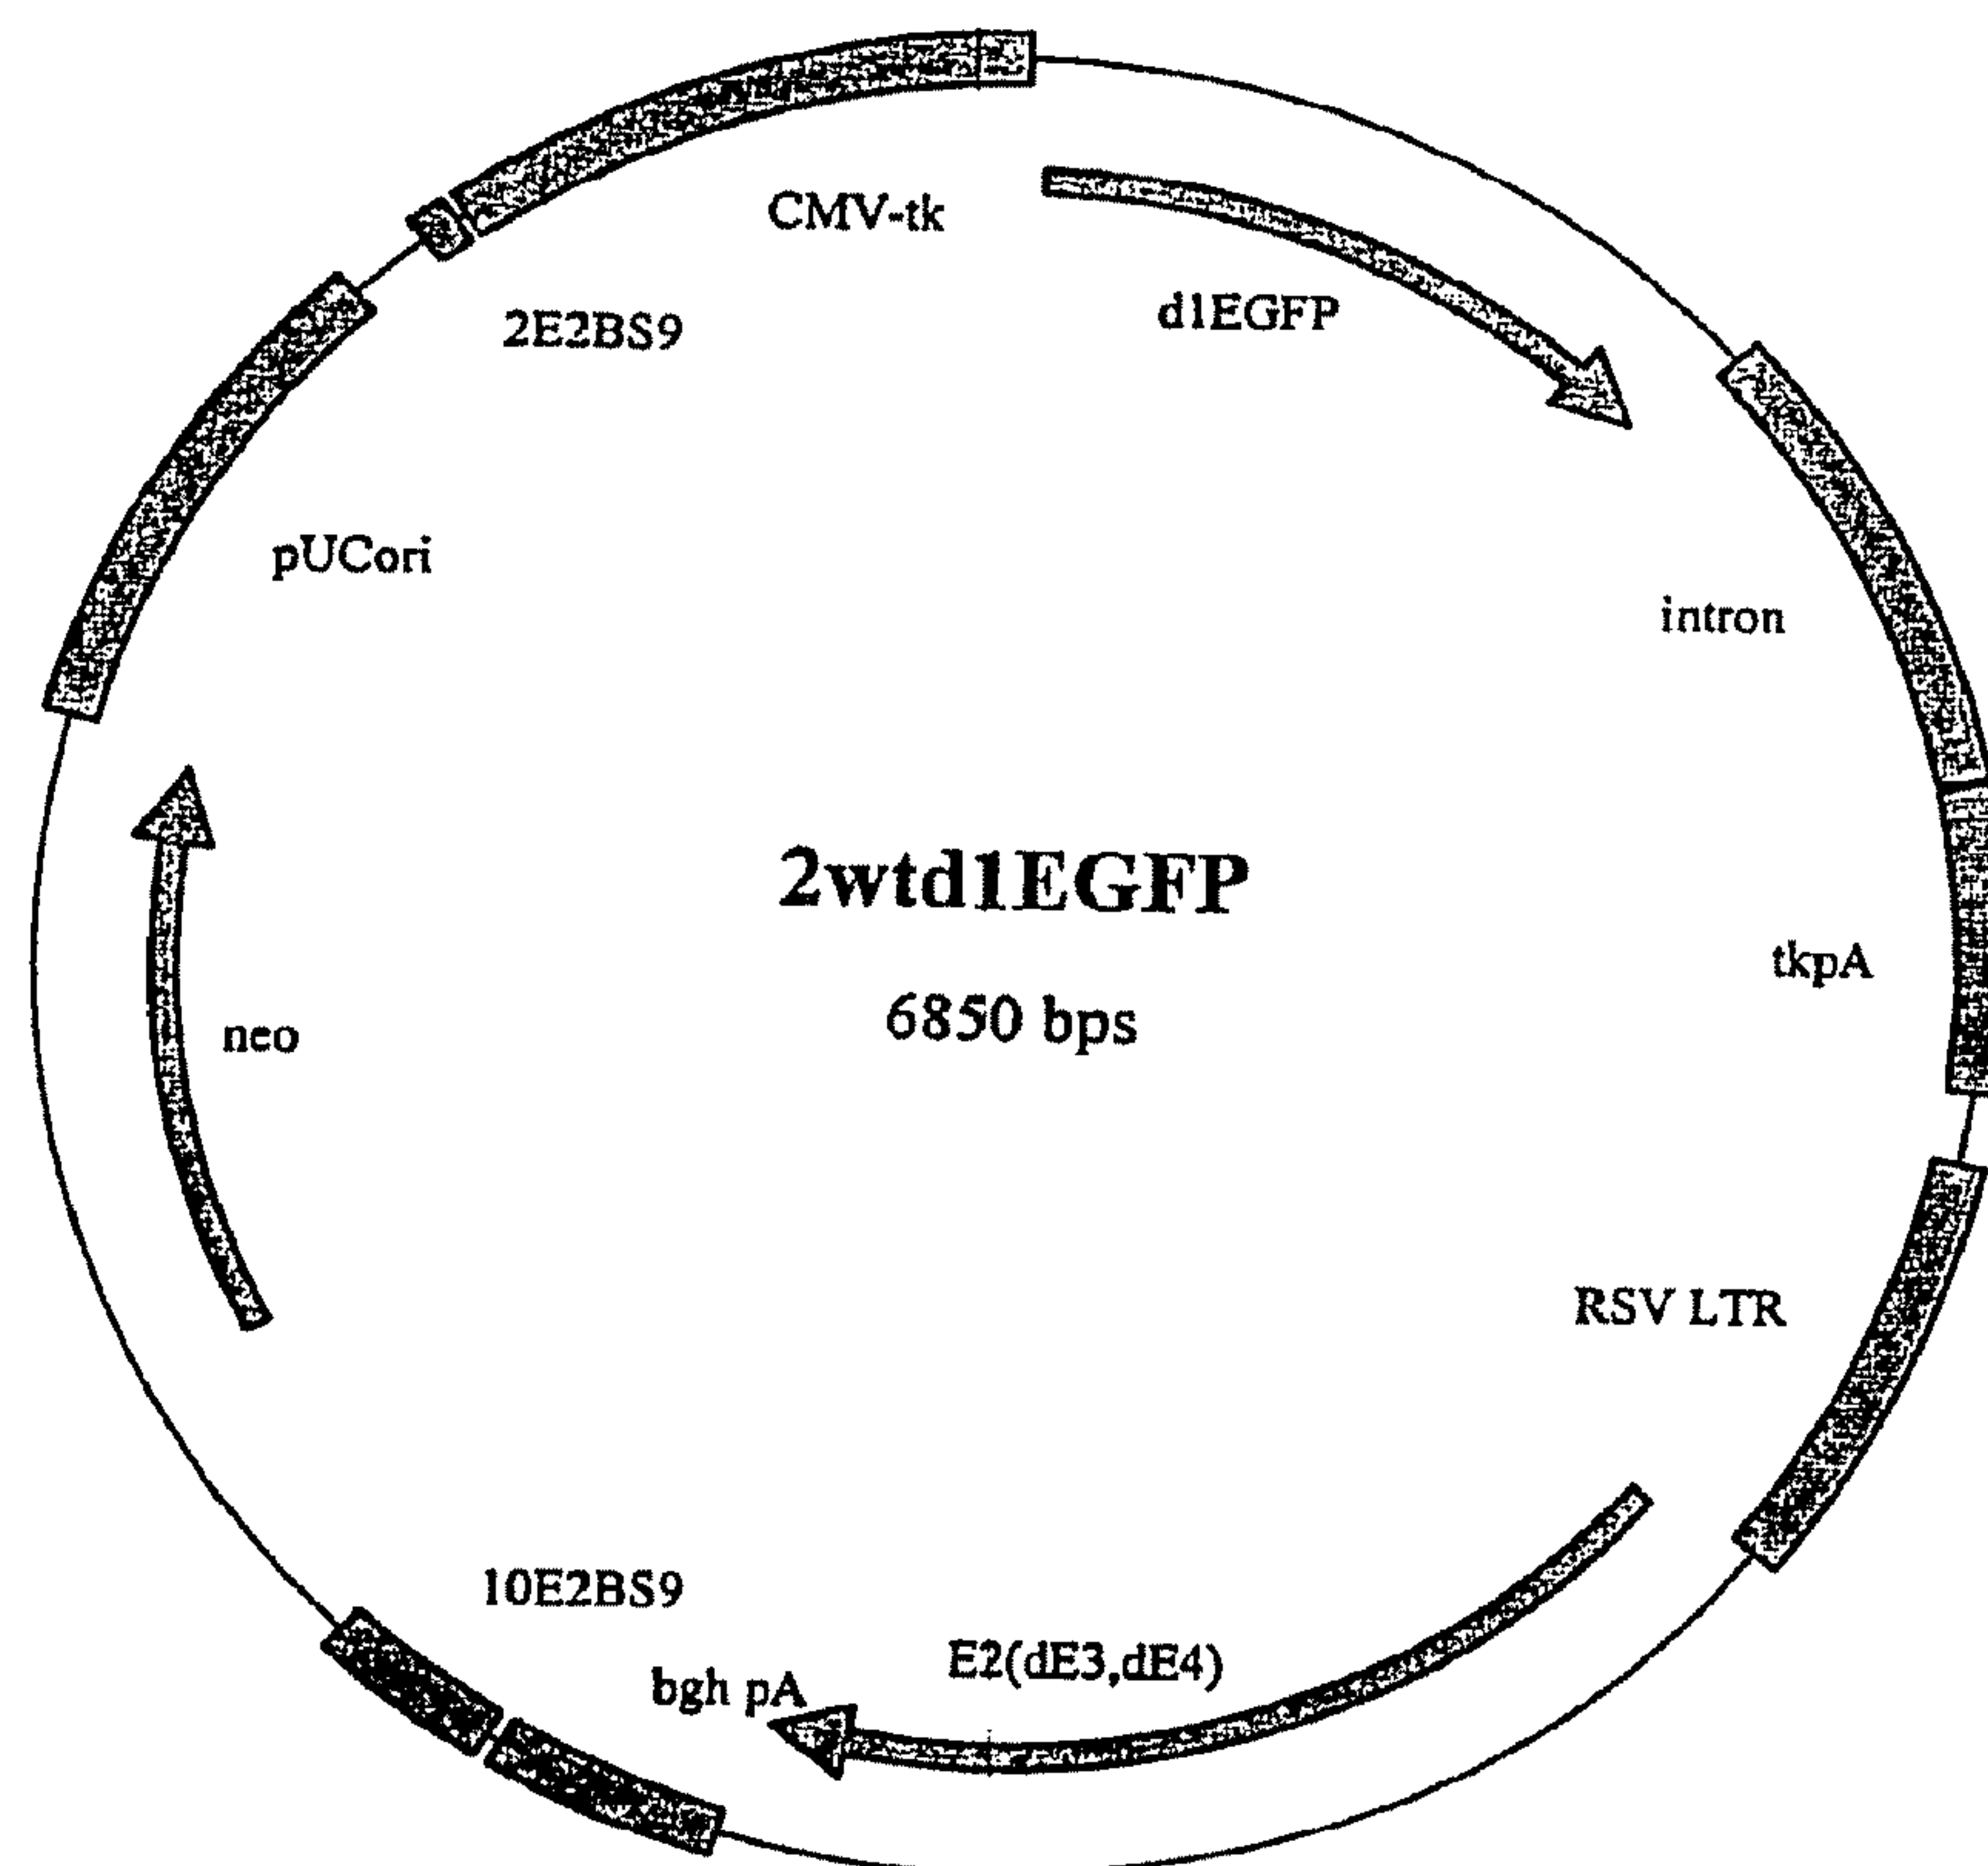 CMV-tk
d1EGFP
2E2BS9
pUCori
intron
2wtd1EGFP
tkpA
6850 bps
neo
RSV LTR
10E2BS9
E2(dE3,dE4)
bgh pA